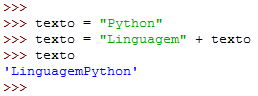 >>>
>>> texto = "Python"
>>> texto = "Linguagem" + texto
>>> texto
'LinguagemPython'
>>>